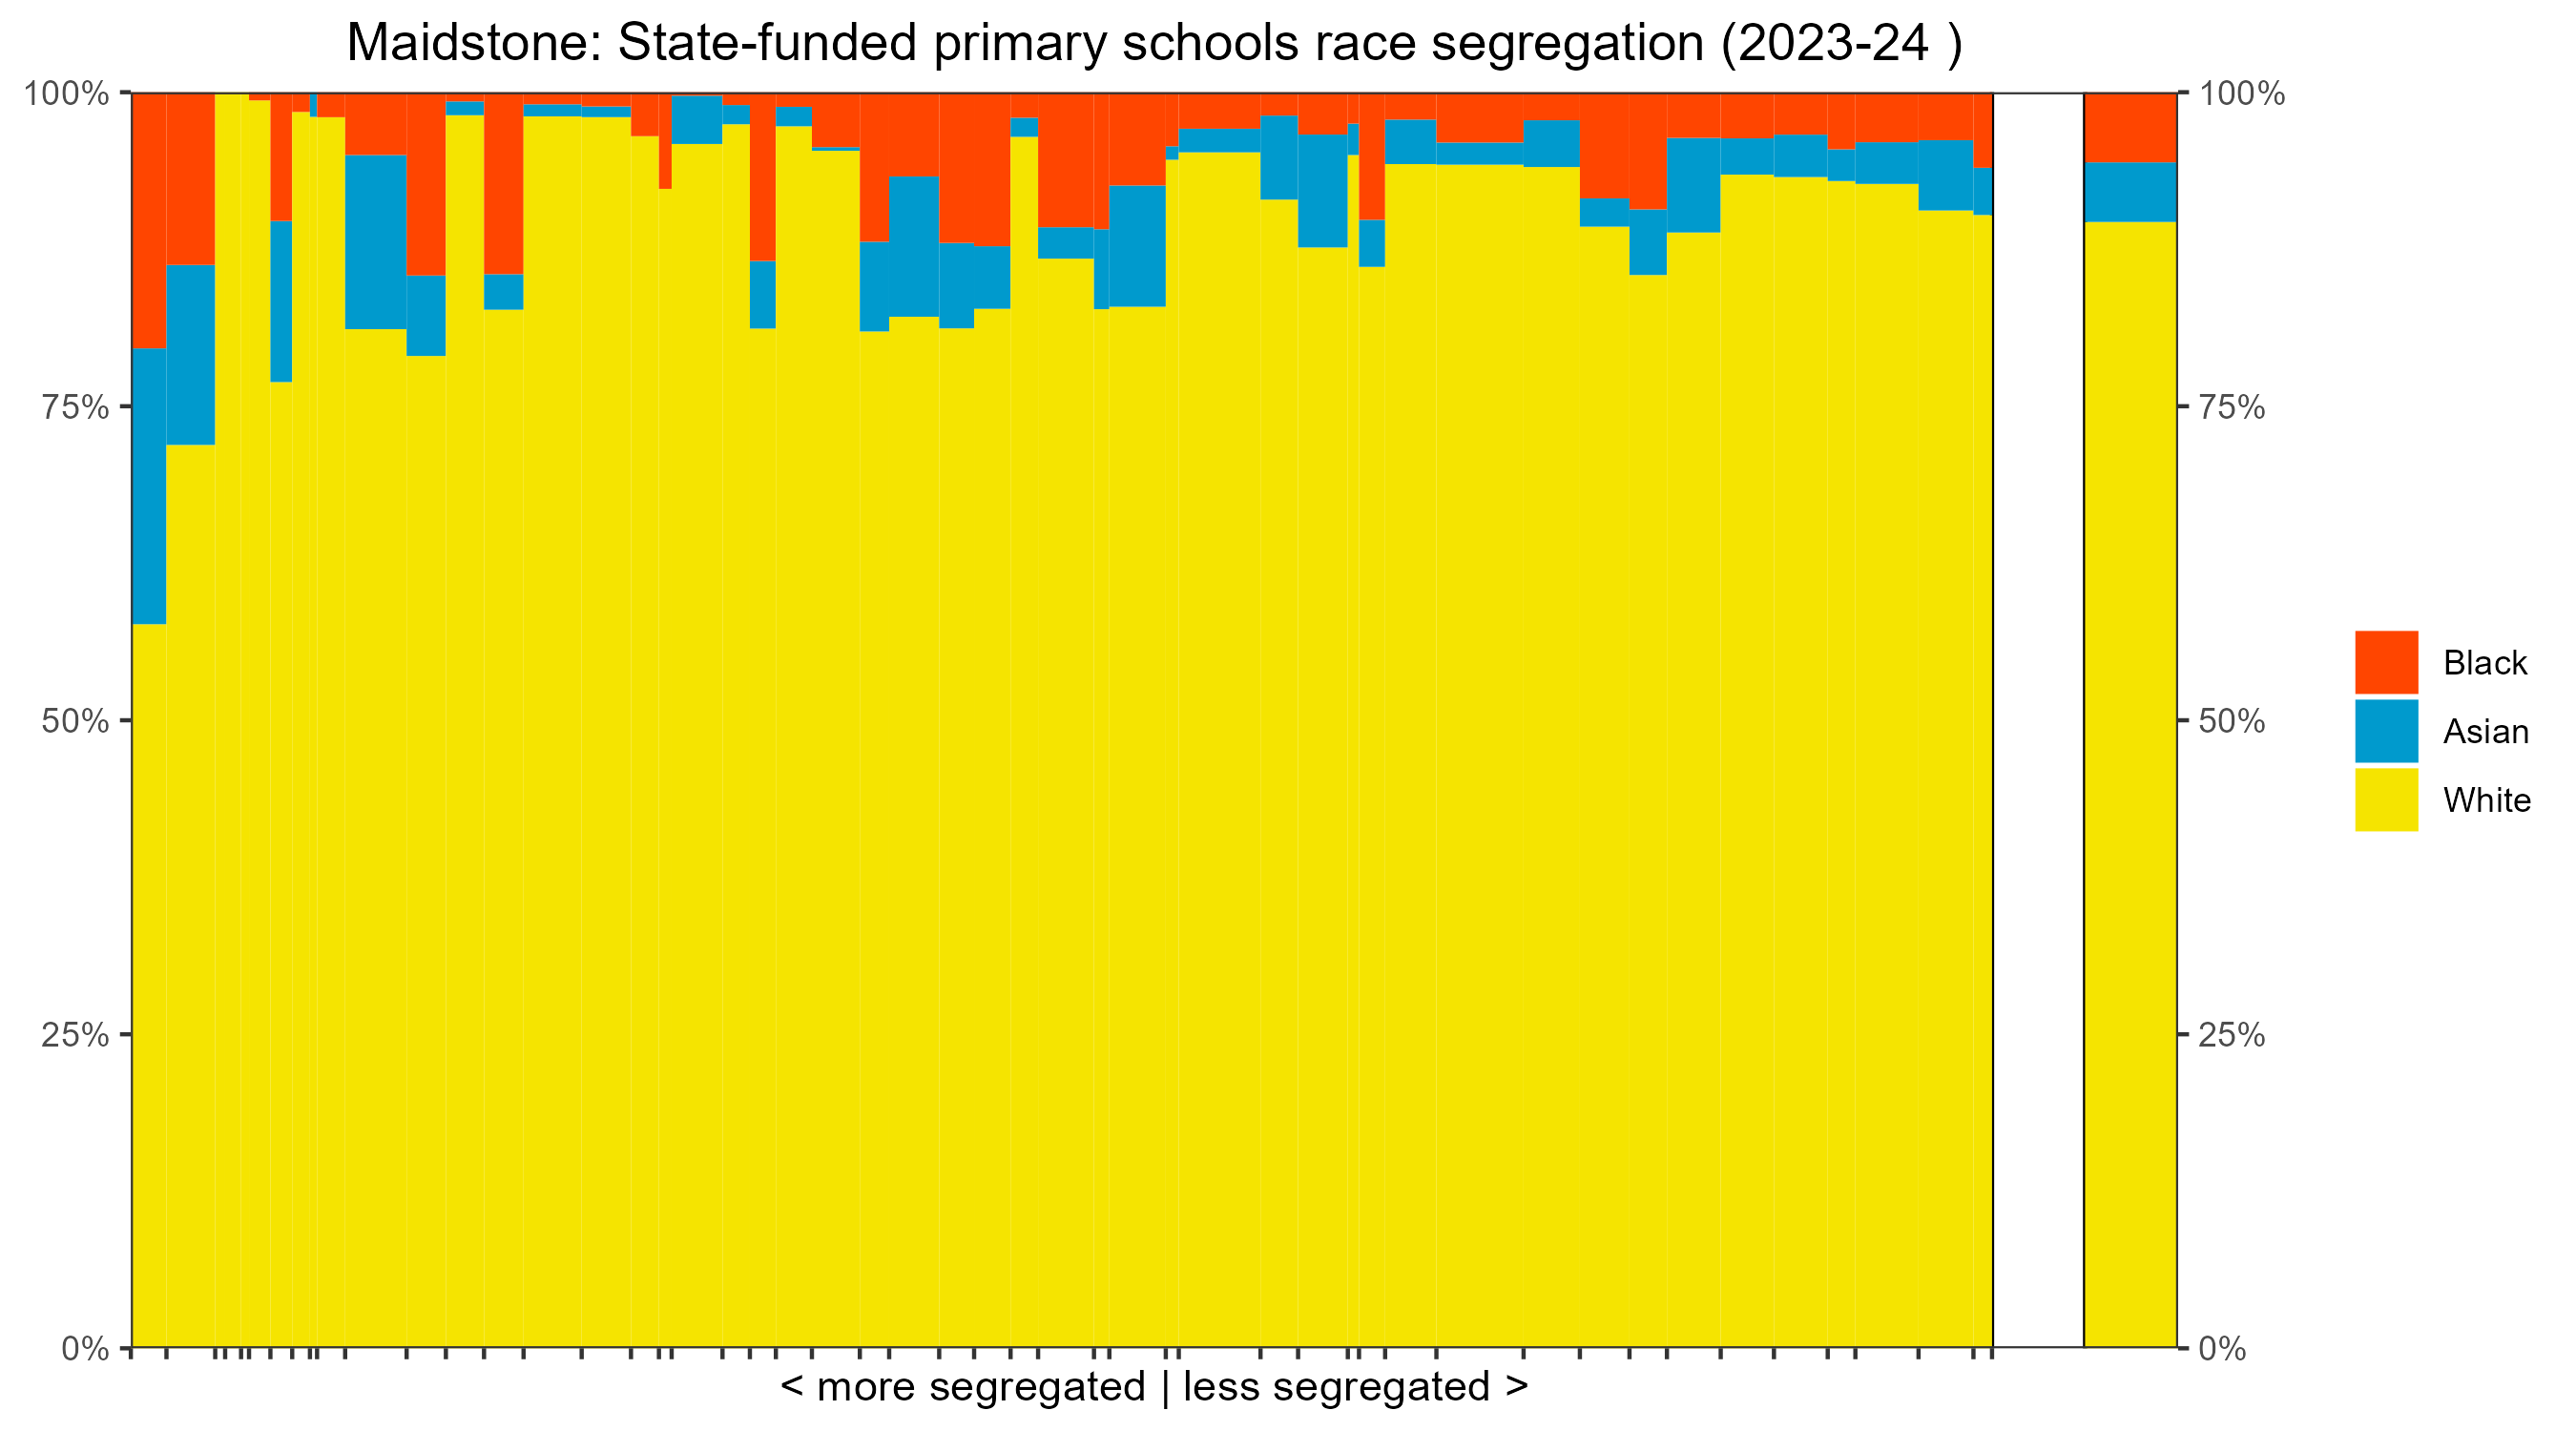 Maidstone: State-funded primary schools race segregation (2023-24 )
100%
75%
50%
25%
0%
100%
75%
50%
25%
0%
Black
Asian
White
< more segregated | less segregated >